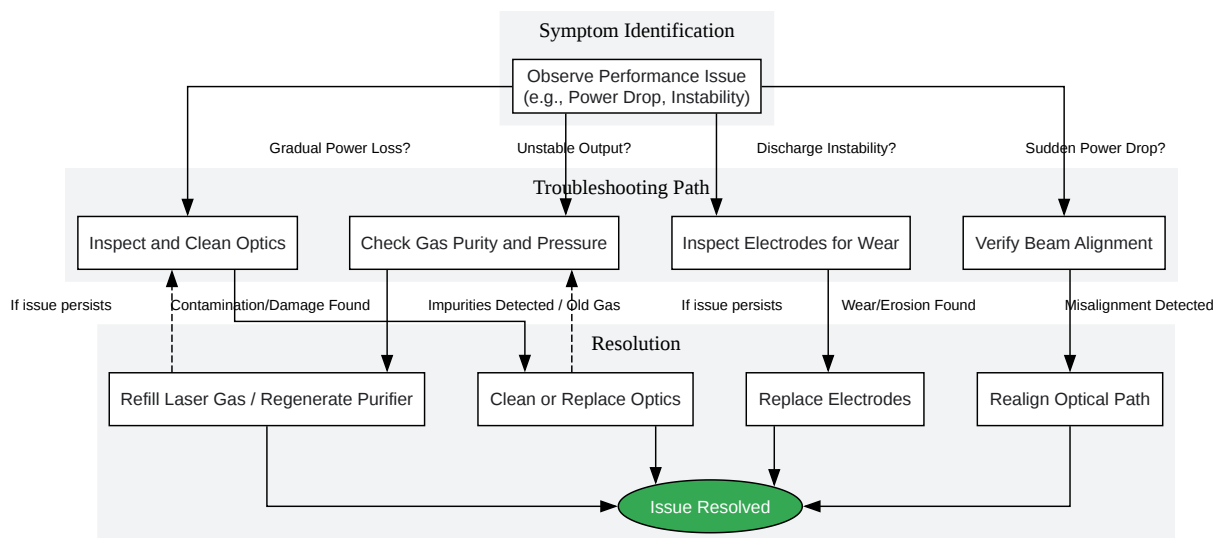 Symptom Identification
Observe Performance Issue
(e.g., Power Drop, Instability)
Gradual Power Loss?
Unstable Output?
Discharge Instability?
Sudden Power Drop?
Troubleshooting Path
Inspect and Clean Optics
Check Gas Purity and Pressure
Inspect Electrodes for Wear
Verify Beam Alignment
If issue persists
Contamination/Damage Found
Impurities Detected / Old Gas
If issue persists
Wear/Erosion Found
Misalignment Detected
Resolution
Refill Laser Gas / Regenerate Purifier
Clean or Replace Optics
Replace Electrodes
Realign Optical Path
Issue Resolved